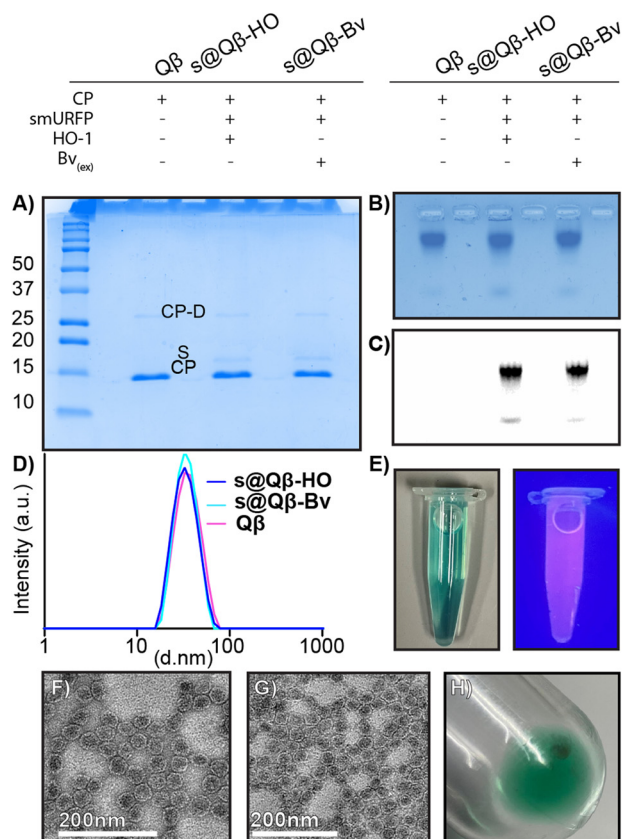 Qβ s@Qβ-HO s@Qβ-Bv Qβ s@Qβ-HO s@Qβ-Bv
CP + + + + + +
smURFP - + + - + +
HO-1 - + - - + -
Bv(ex) - - + - - +
A)
50
37
25
20
15
10
CP-D
S
CP
B)
C)
D)
Intensity (a.u.)
s@Qβ-HO
s@Qβ-Bv
Qβ
1 10 100 1000
(d.nm)
E)
F)
200nm
G)
200nm
H)